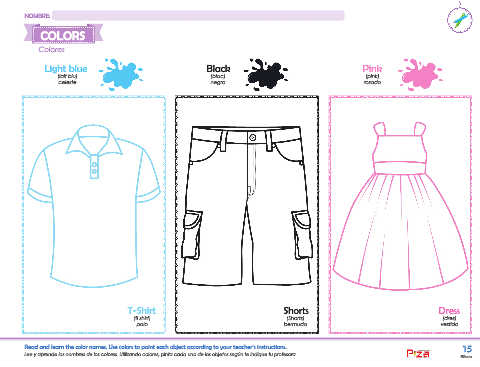 NOMBRE:
COLORS
Colores
Light blue
(lait blu)
celeste
Black
(blac)
negro
Pink
(pink)
rosado
T-Shirt
(ti shirt)
polo
Shorts
(Shorts)
bermuda
Dress
(dres)
vestido
Read and learn the color names. Use colors to paint each object according to your teacher's instructions.
Lee y aprende los nombres de los colores. Utilizando colores, pinta cada uno de los objetos según te indique tu profesora
15